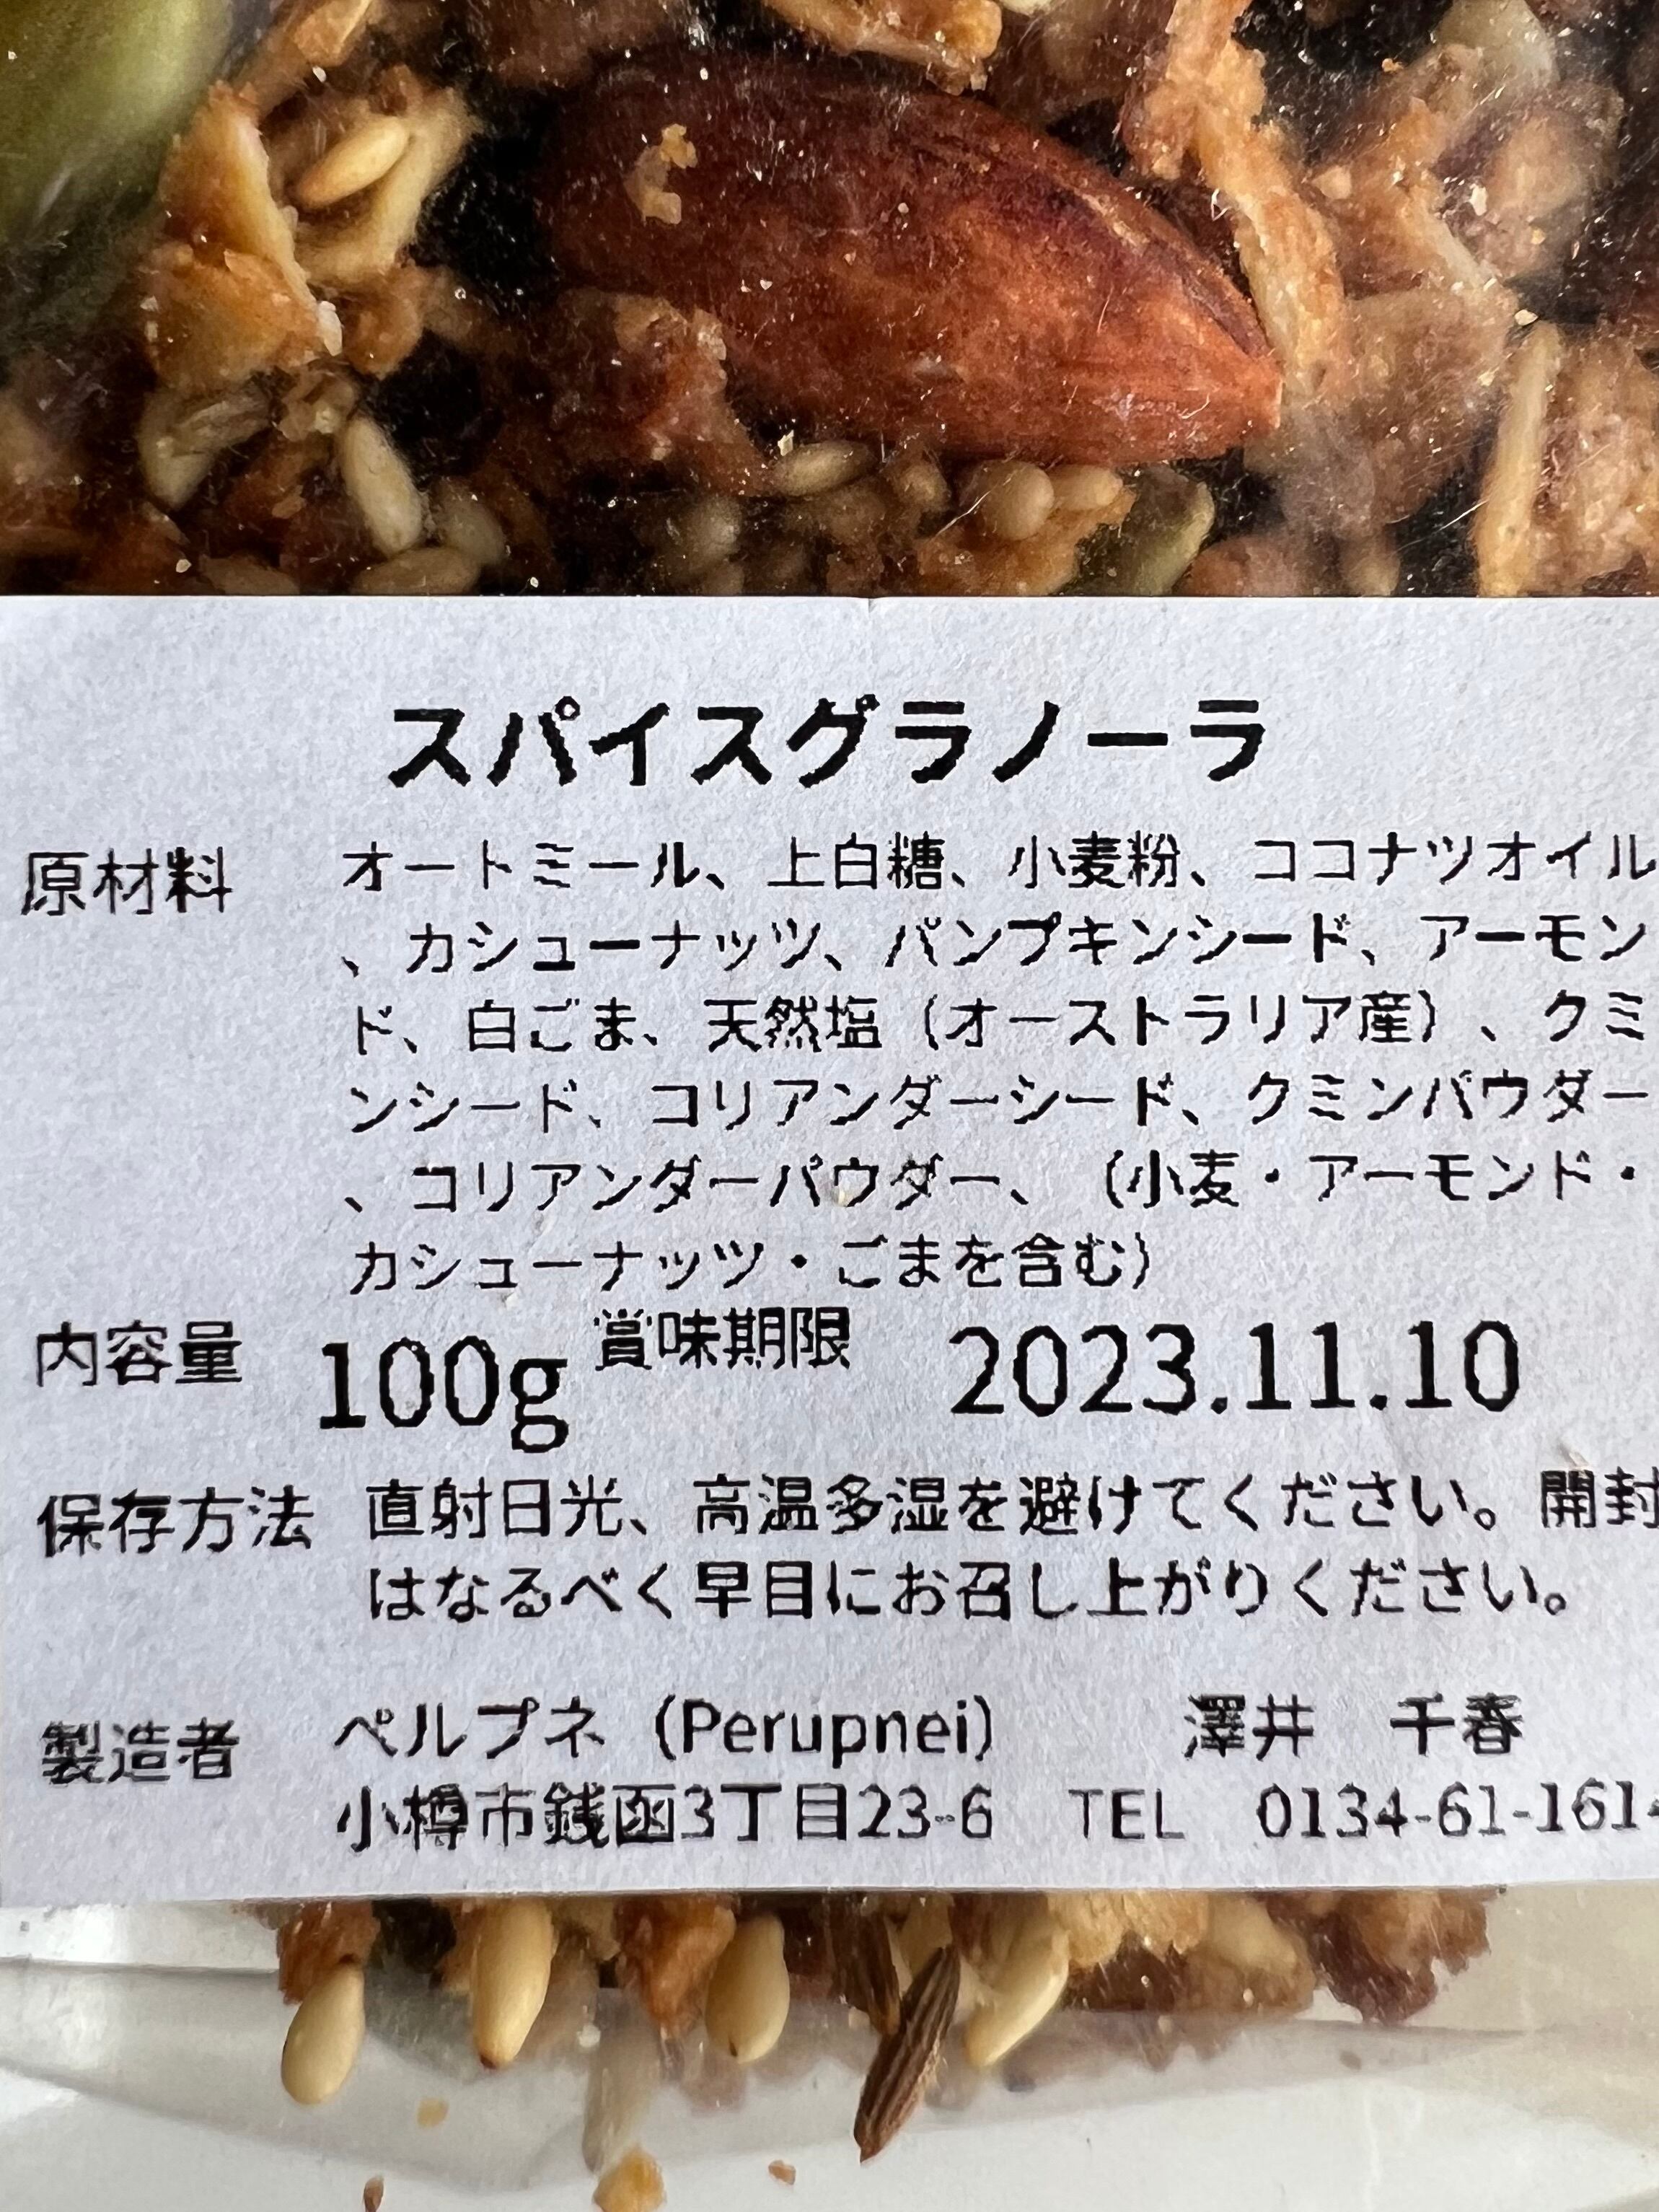 スパイスグラノーラ
原材料 オートミール、上白糖、小麦粉、ココナツオイル
、カシューナッツ、パンプキンシード、アーモン
ド、白ごま、天然塩（オーストラリア産）、クミ
ンシード、コリアンダーシード、クミンパウダー
、コリアンダーパウダー、（小麦・アーモンド・
カシューナッツ・ごまを含む）
内容量 100g 賞味期限 2023.11.10
保存方法 直射日光、高温多湿を避けてください。開封
はなるべく早目にお召し上がりください。
製造者 ペルプネ（Perupnei） 澤井 千春
小樽市銭函3丁目23-6 TEL 0134-61-1614